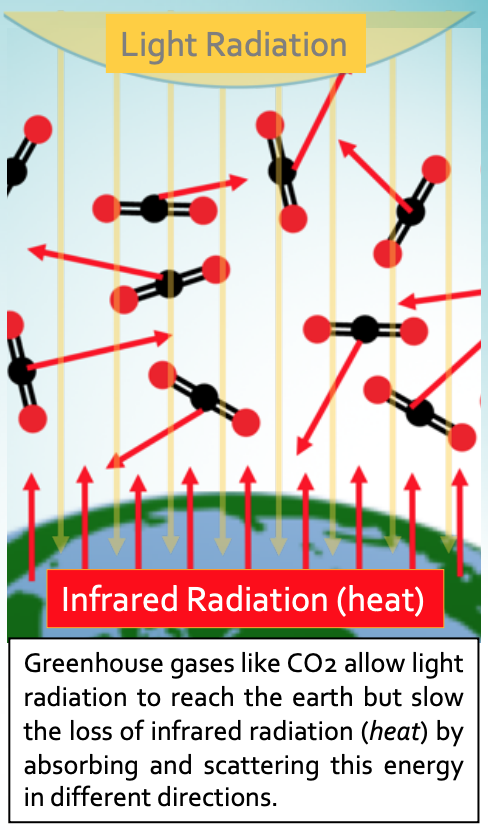 Light Radiation
Infrared Radiation (heat)
Greenhouse gases like CO2 allow light
radiation to reach the earth but slow
the loss of infrared radiation (heat) by
absorbing and scattering this energy
in different directions.